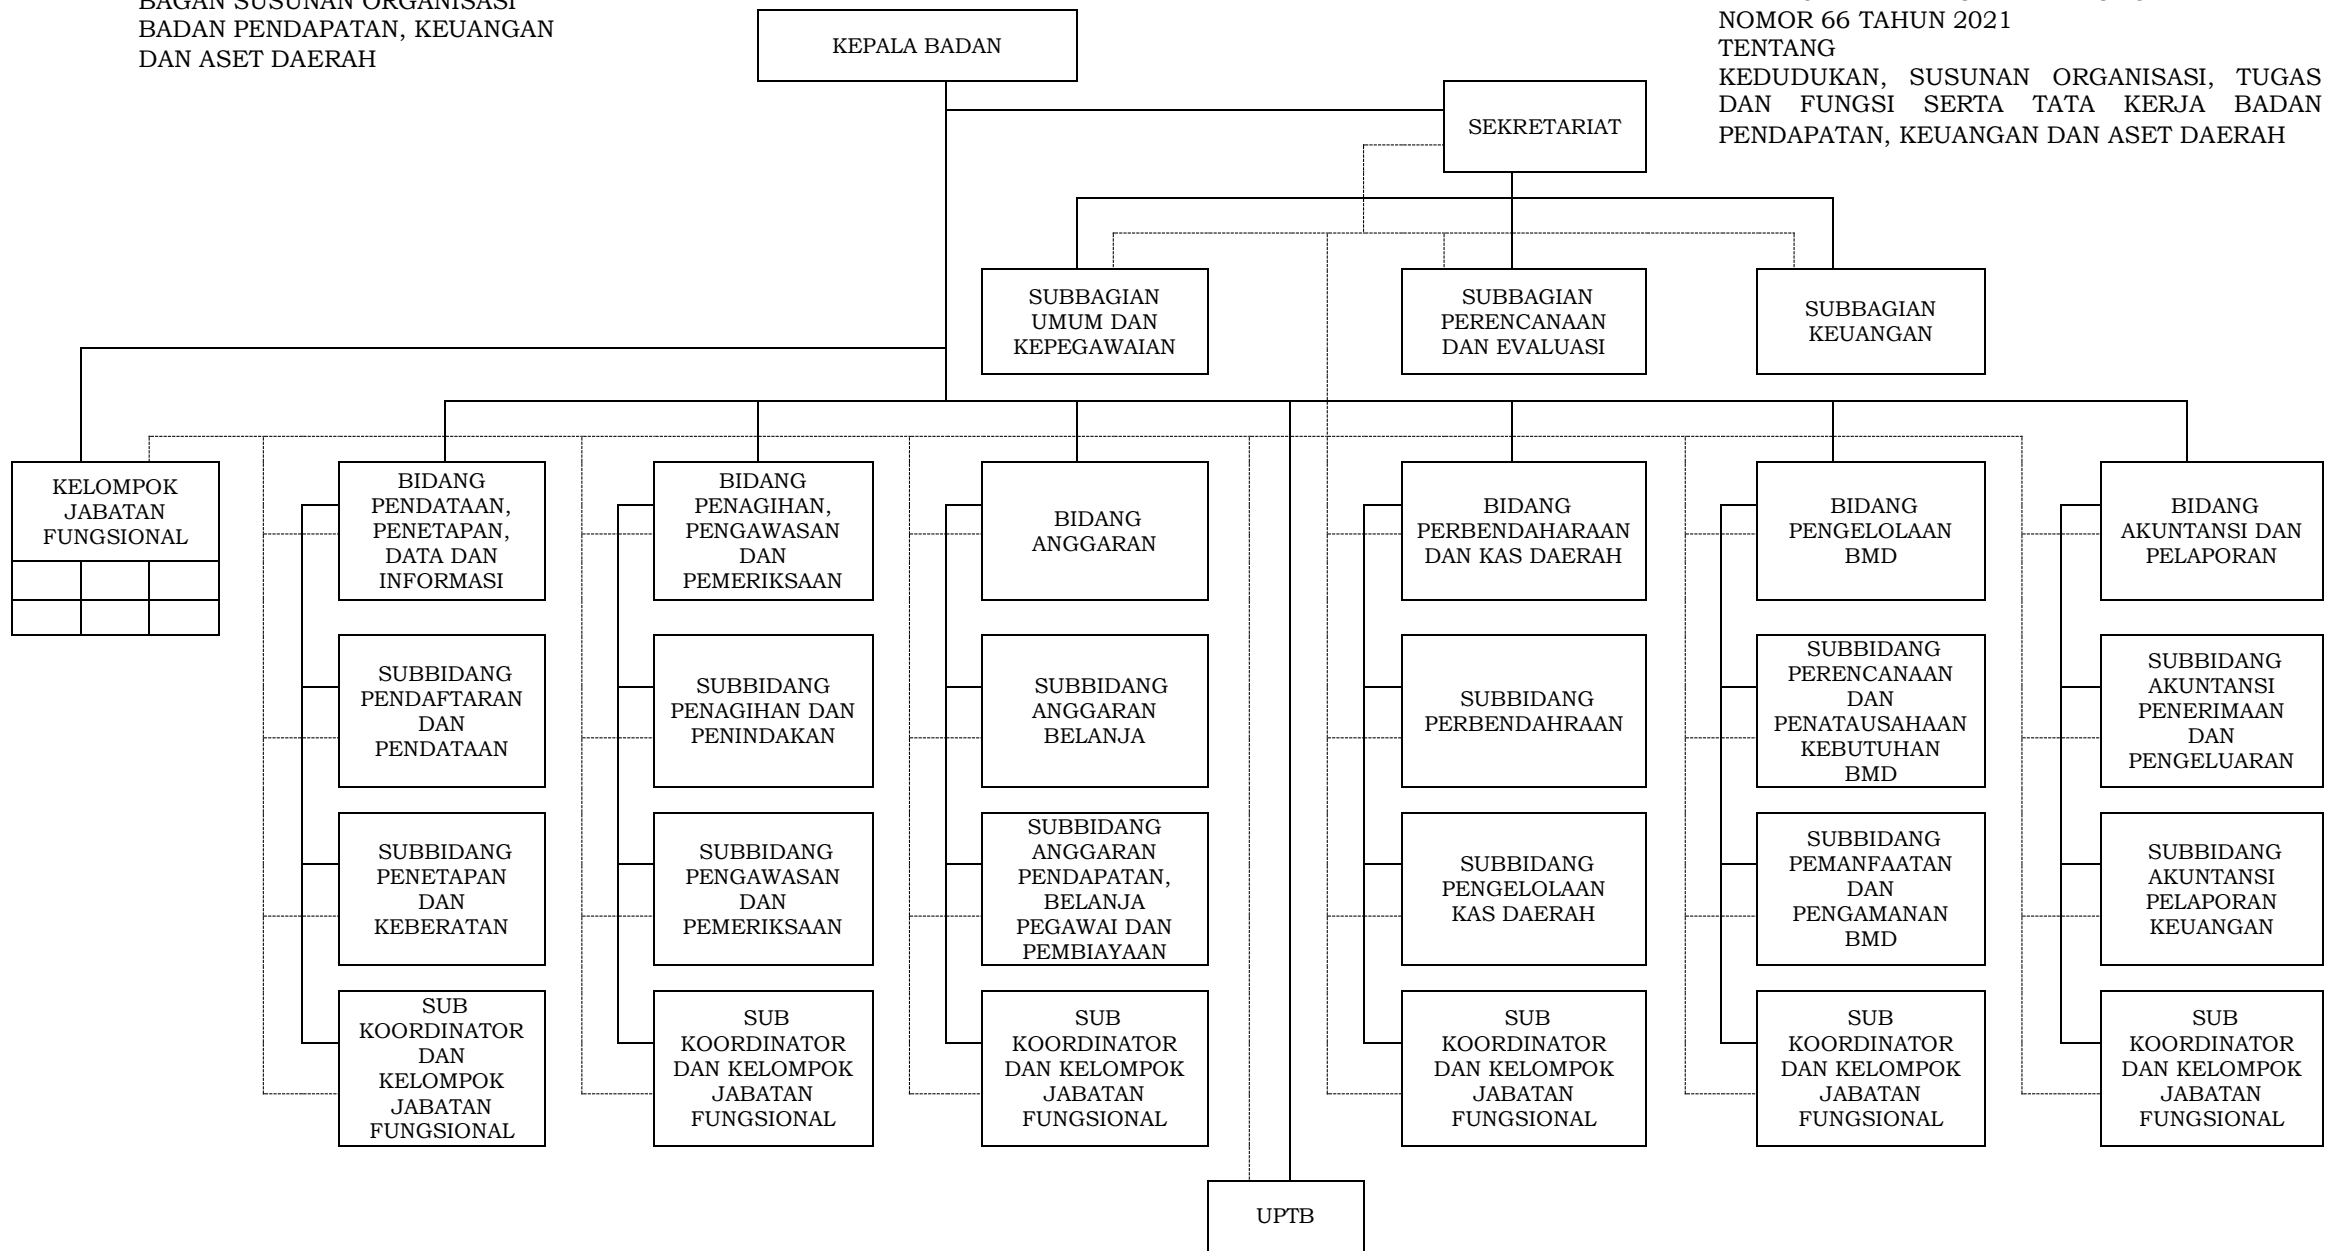 BAGAN SUSUNAN ORGANISASI
BADAN PENDAPATAN, KEUANGAN
DAN ASET DAERAH
NOMOR 66 TAHUN 2021
TENTANG
KEDUDUKAN, SUSUNAN ORGANISASI, TUGAS
DAN FUNGSI SERTA TATA KERJA BADAN
PENDAPATAN, KEUANGAN DAN ASET DAERAH
KEPALA BADAN
SEKRETARIAT
SUBBAGIAN
UMUM DAN
KEPEGAWAIAN
SUBBAGIAN
PERENCANAAN
DAN EVALUASI
SUBBAGIAN
KEUANGAN
KELOMPOK
JABATAN
FUNGSIONAL
BIDANG
PENDATAAN,
PENETAPAN,
DATA DAN
INFORMASI
BIDANG
PENAGIHAN,
PENGAWASAN
DAN
PEMERIKSAAN
BIDANG
ANGGARAN
BIDANG
PERBENDAHARAAN
DAN KAS DAERAH
BIDANG
PENGELOLAAN
BMD
BIDANG
AKUNTANSI DAN
PELAPORAN
SUBBIDANG
PENDAFTARAN
DAN
PENDATAAN
SUBBIDANG
PENAGIHAN DAN
PENINDAKAN
SUBBIDANG
ANGGARAN
BELANJA
SUBBIDANG
PERBENDAHRAAN
SUBBIDANG
PERENCANAAN
DAN
PENATAUSAHAAN
KEBUTUHAN
BMD
SUBBIDANG
AKUNTANSI
PENERIMAAN
DAN
PENGELUARAN
SUBBIDANG
PENETAPAN
DAN
KEBERATAN
SUBBIDANG
PENGAWASAN
DAN
PEMERIKSAAN
SUBBIDANG
ANGGARAN
PENDAPATAN,
BELANJA
PEGAWAI DAN
PEMBIAYAAN
SUBBIDANG
PENGELOLAAN
KAS DAERAH
SUBBIDANG
PEMANFAATAN
DAN
PENGAMANAN
BMD
SUBBIDANG
AKUNTANSI
PELAPORAN
KEUANGAN
SUB
KOORDINATOR
DAN
KELOMPOK
JABATAN
FUNGSIONAL
SUB
KOORDINATOR
DAN KELOMPOK
JABATAN
FUNGSIONAL
SUB
KOORDINATOR
DAN KELOMPOK
JABATAN
FUNGSIONAL
SUB
KOORDINATOR
DAN KELOMPOK
JABATAN
FUNGSIONAL
SUB
KOORDINATOR
DAN KELOMPOK
JABATAN
FUNGSIONAL
SUB
KOORDINATOR
DAN KELOMPOK
JABATAN
FUNGSIONAL
UPTB